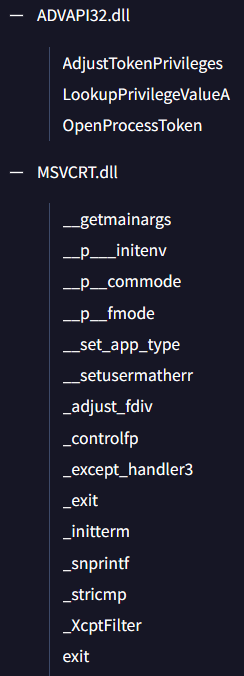 ADVAPI32.dll
AdjustTokenPrivileges
LookupPrivilegeValueA
OpenProcessToken
MSVCRT.dll
__getmainargs
__p___initenv
__p__commode
__p__fmode
__set_app_type
__setusermatherr
_adjust_fdiv
_controlfp
_except_handler3
_exit
_initterm
_snprintf
_stricmp
_XcptFilter
exit